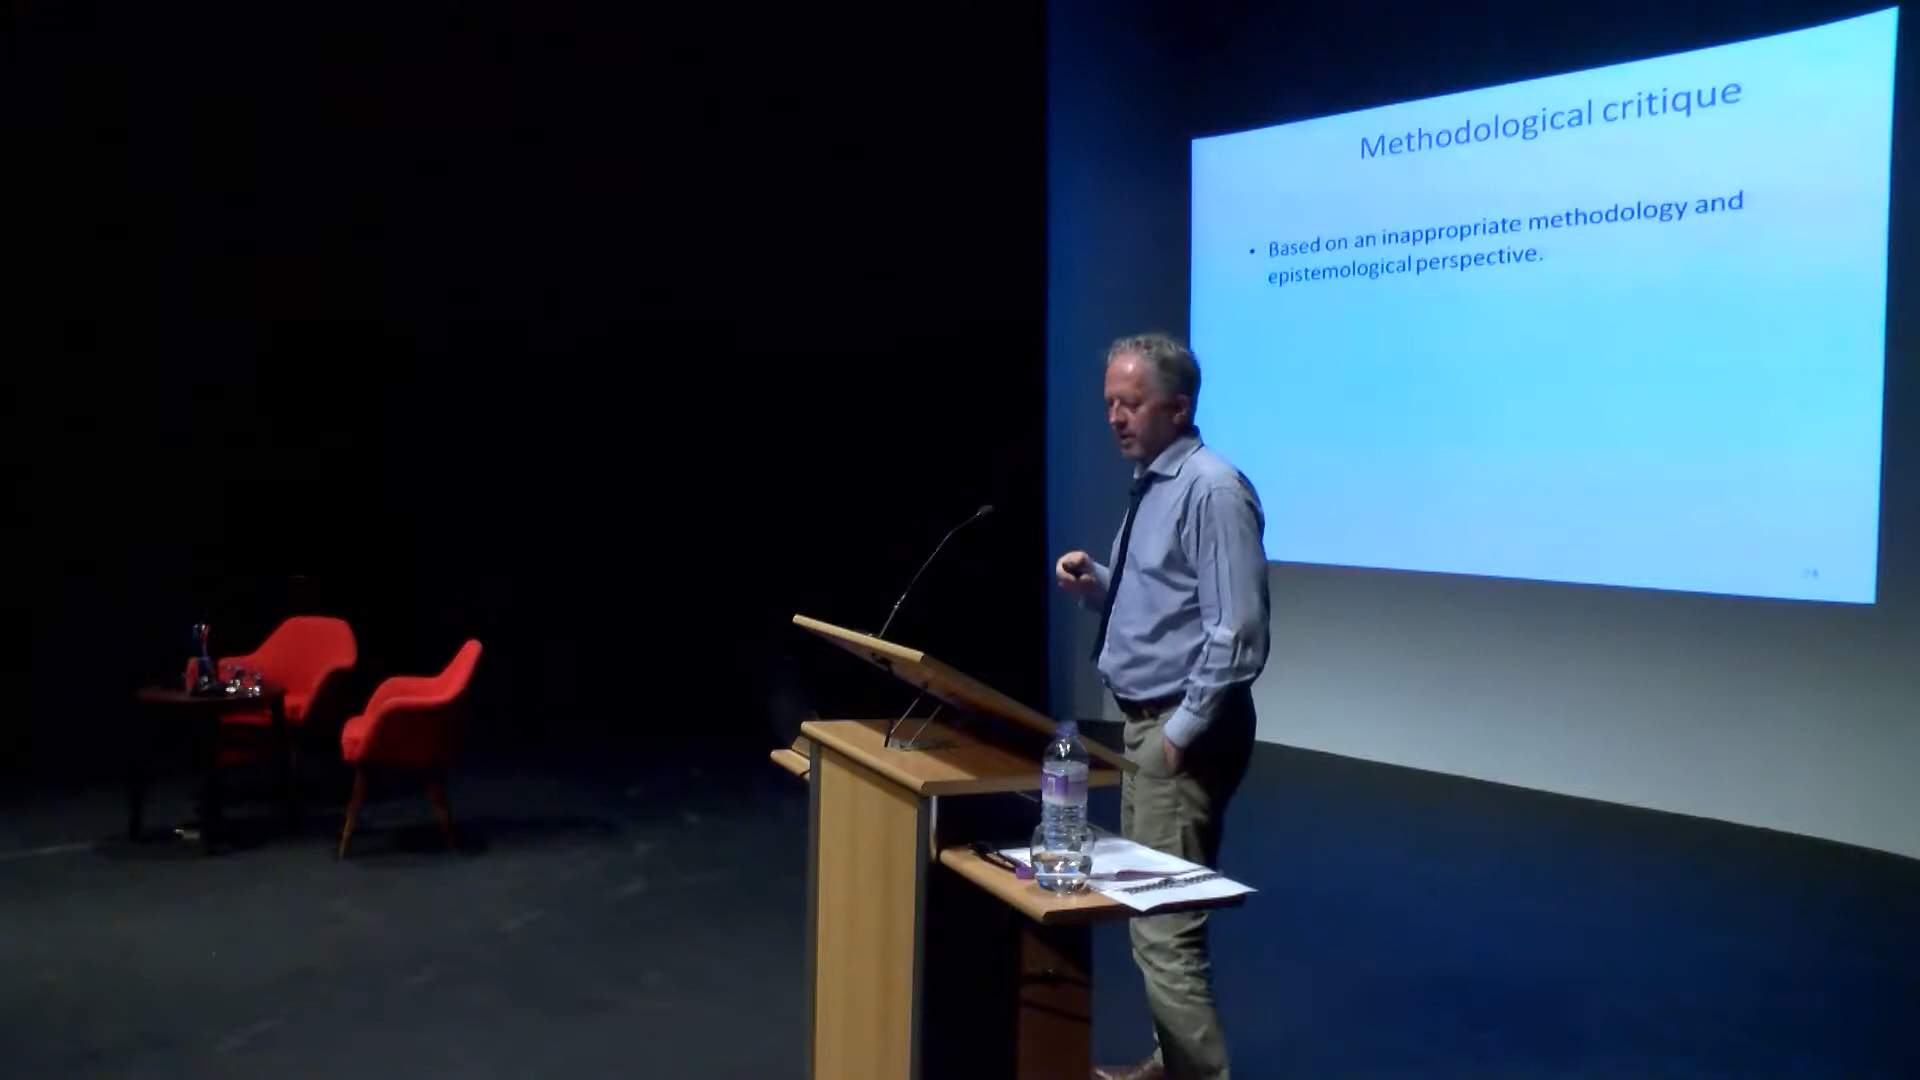 Methodological critique
• Based on an inappropriate methodology and
epistemological perspective.